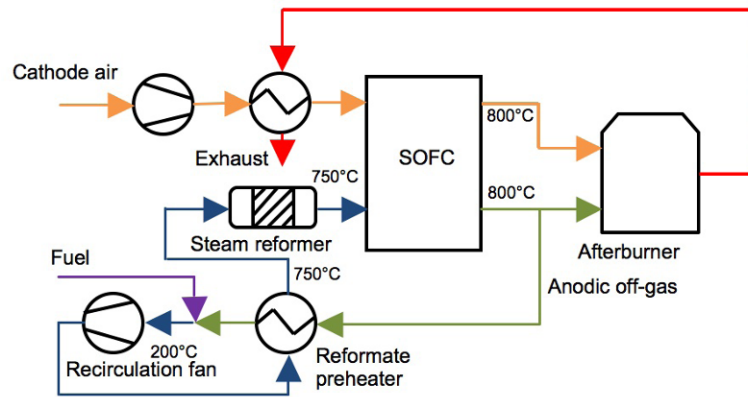 Cathode air
800°C
SOFC
Exhaust
750°C
800°C
Steam reformer
Afterburner
Fuel
750°C
Anodic off-gas
200°C
Recirculation fan
Reformate
preheater